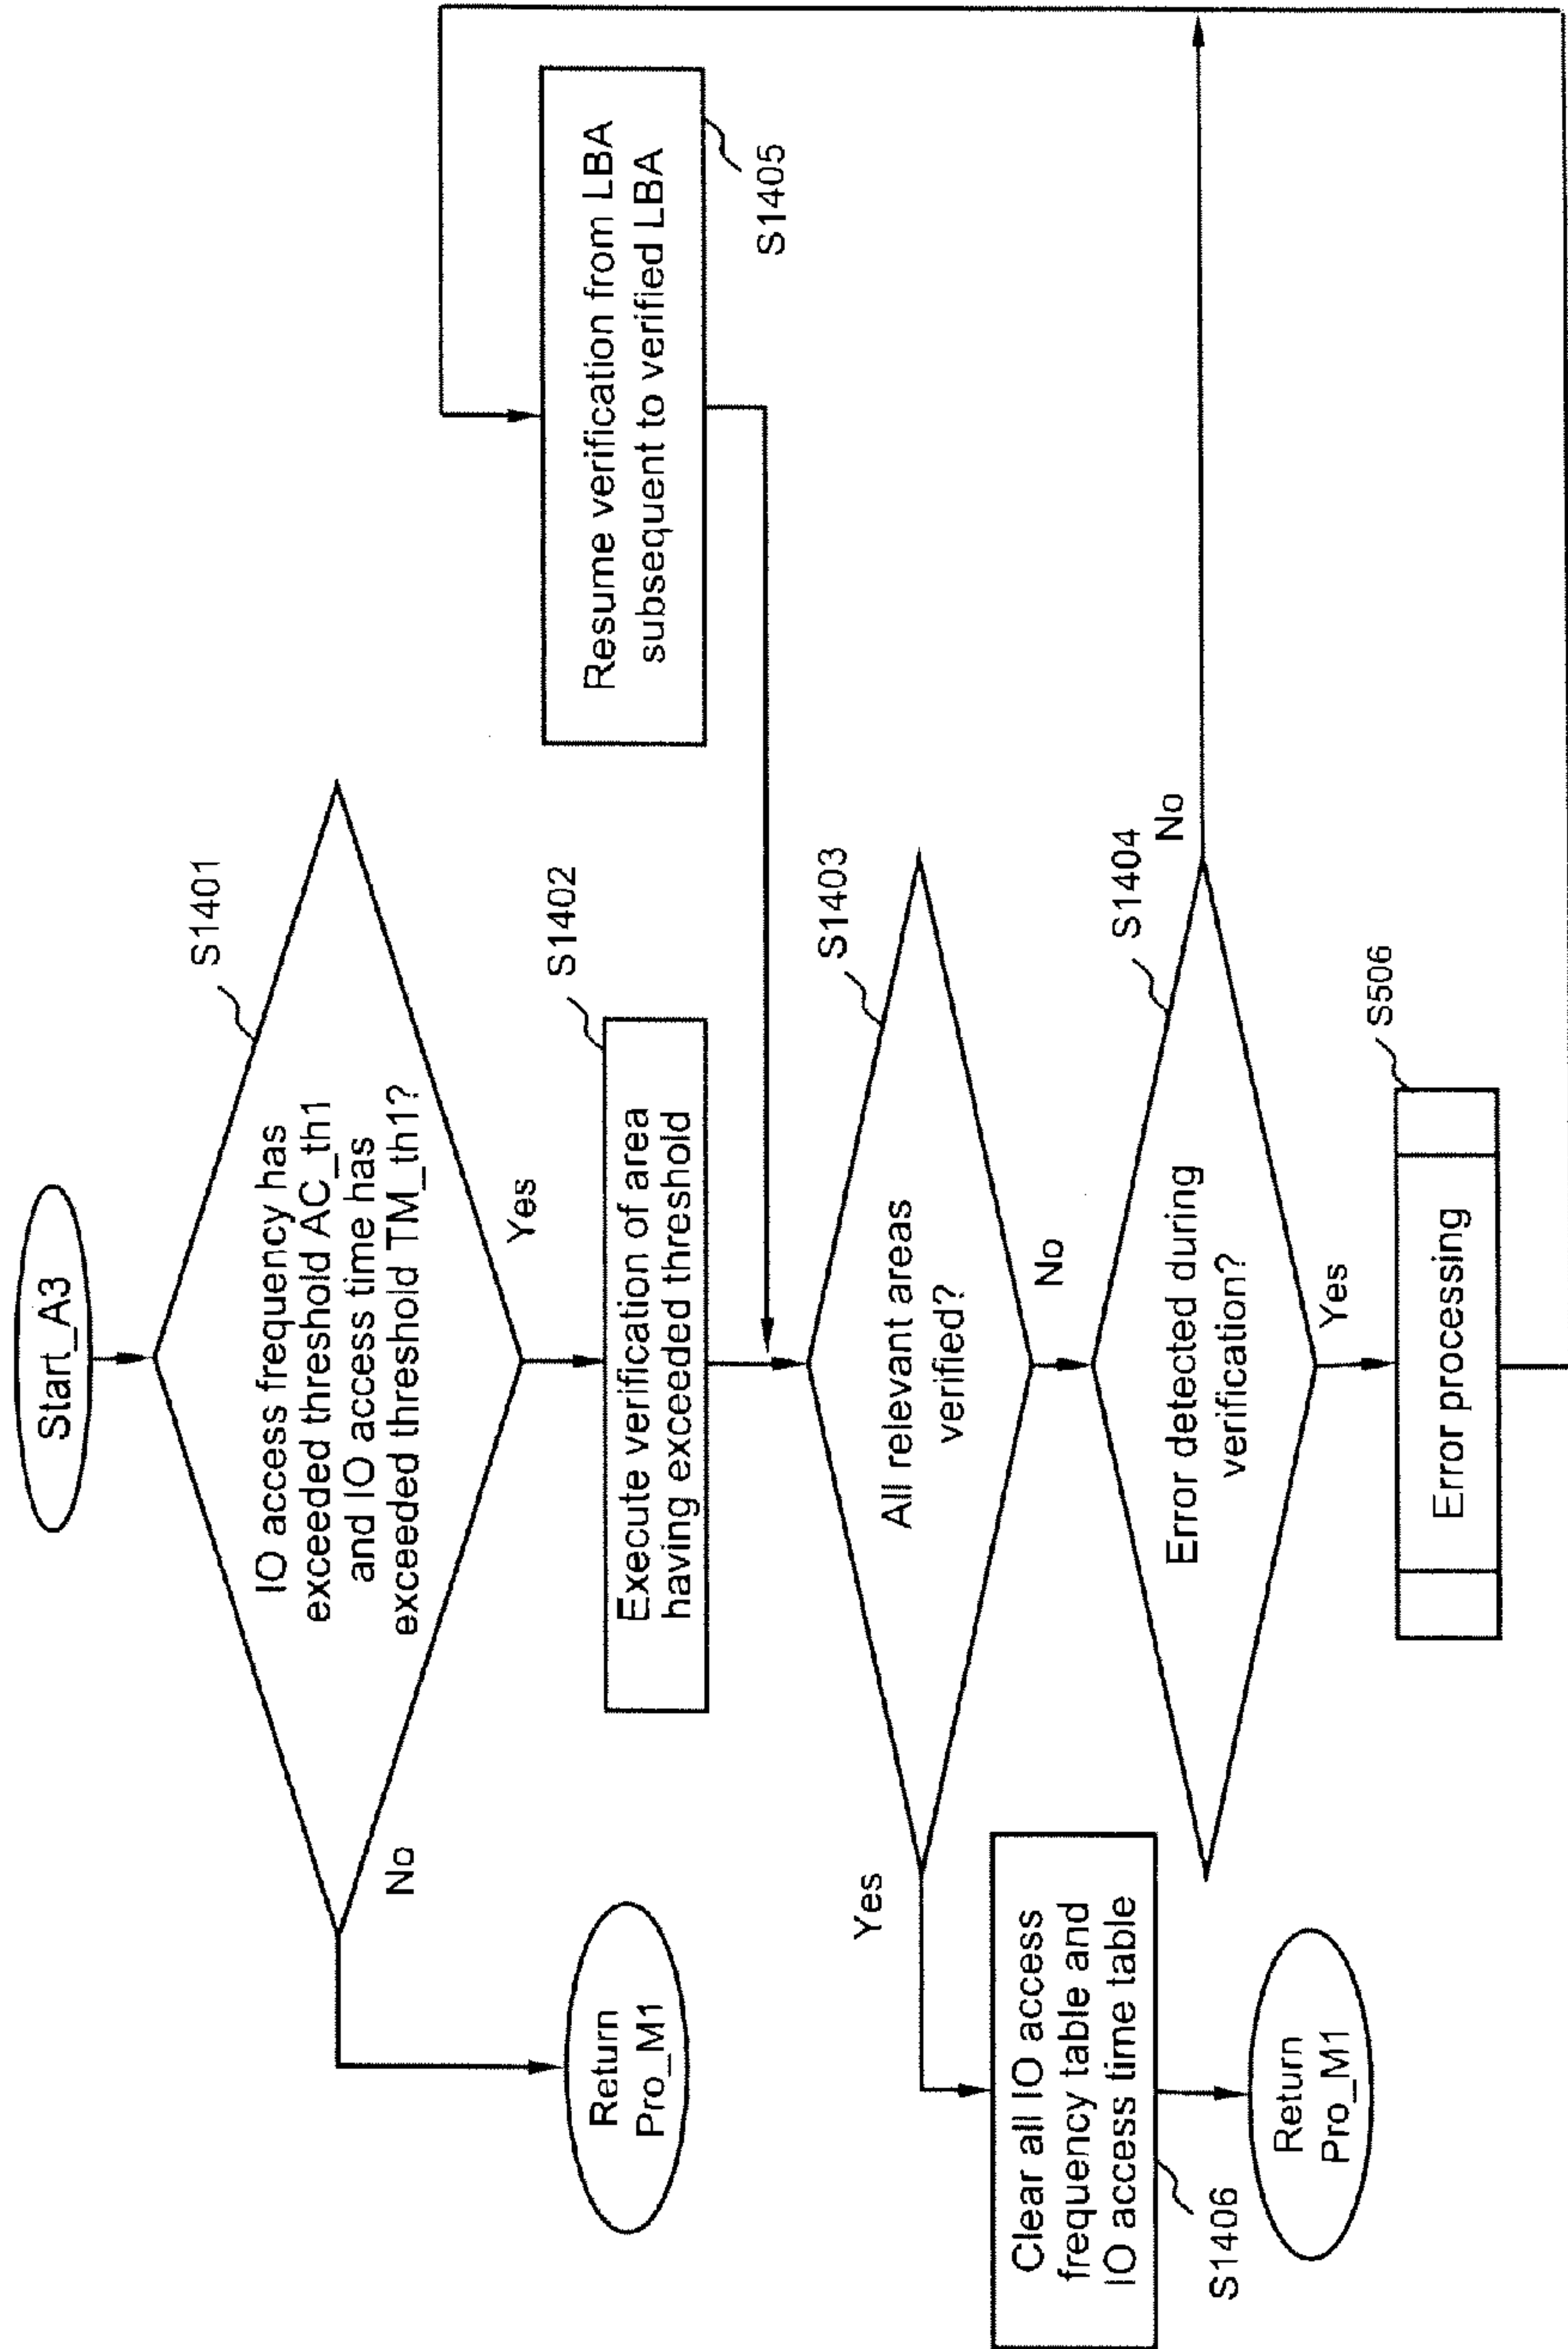 Start_A3
S1401
IO access frequency has
exceeded threshold AC_th1
and IO access time has
exceeded threshold TM_th1?
No
Yes
Return
Pro_M1
S1402
Execute verification of area
having exceeded threshold
Resume verification from LBA
subsequent to verified LBA
S1405
S1403
All relevant areas
verified?
Yes
No
Clear all IO access
frequency table and
IO access time table
S1406
Return
Pro_M1
S1404
Error detected during
verification?
No
Yes
S506
Error processing